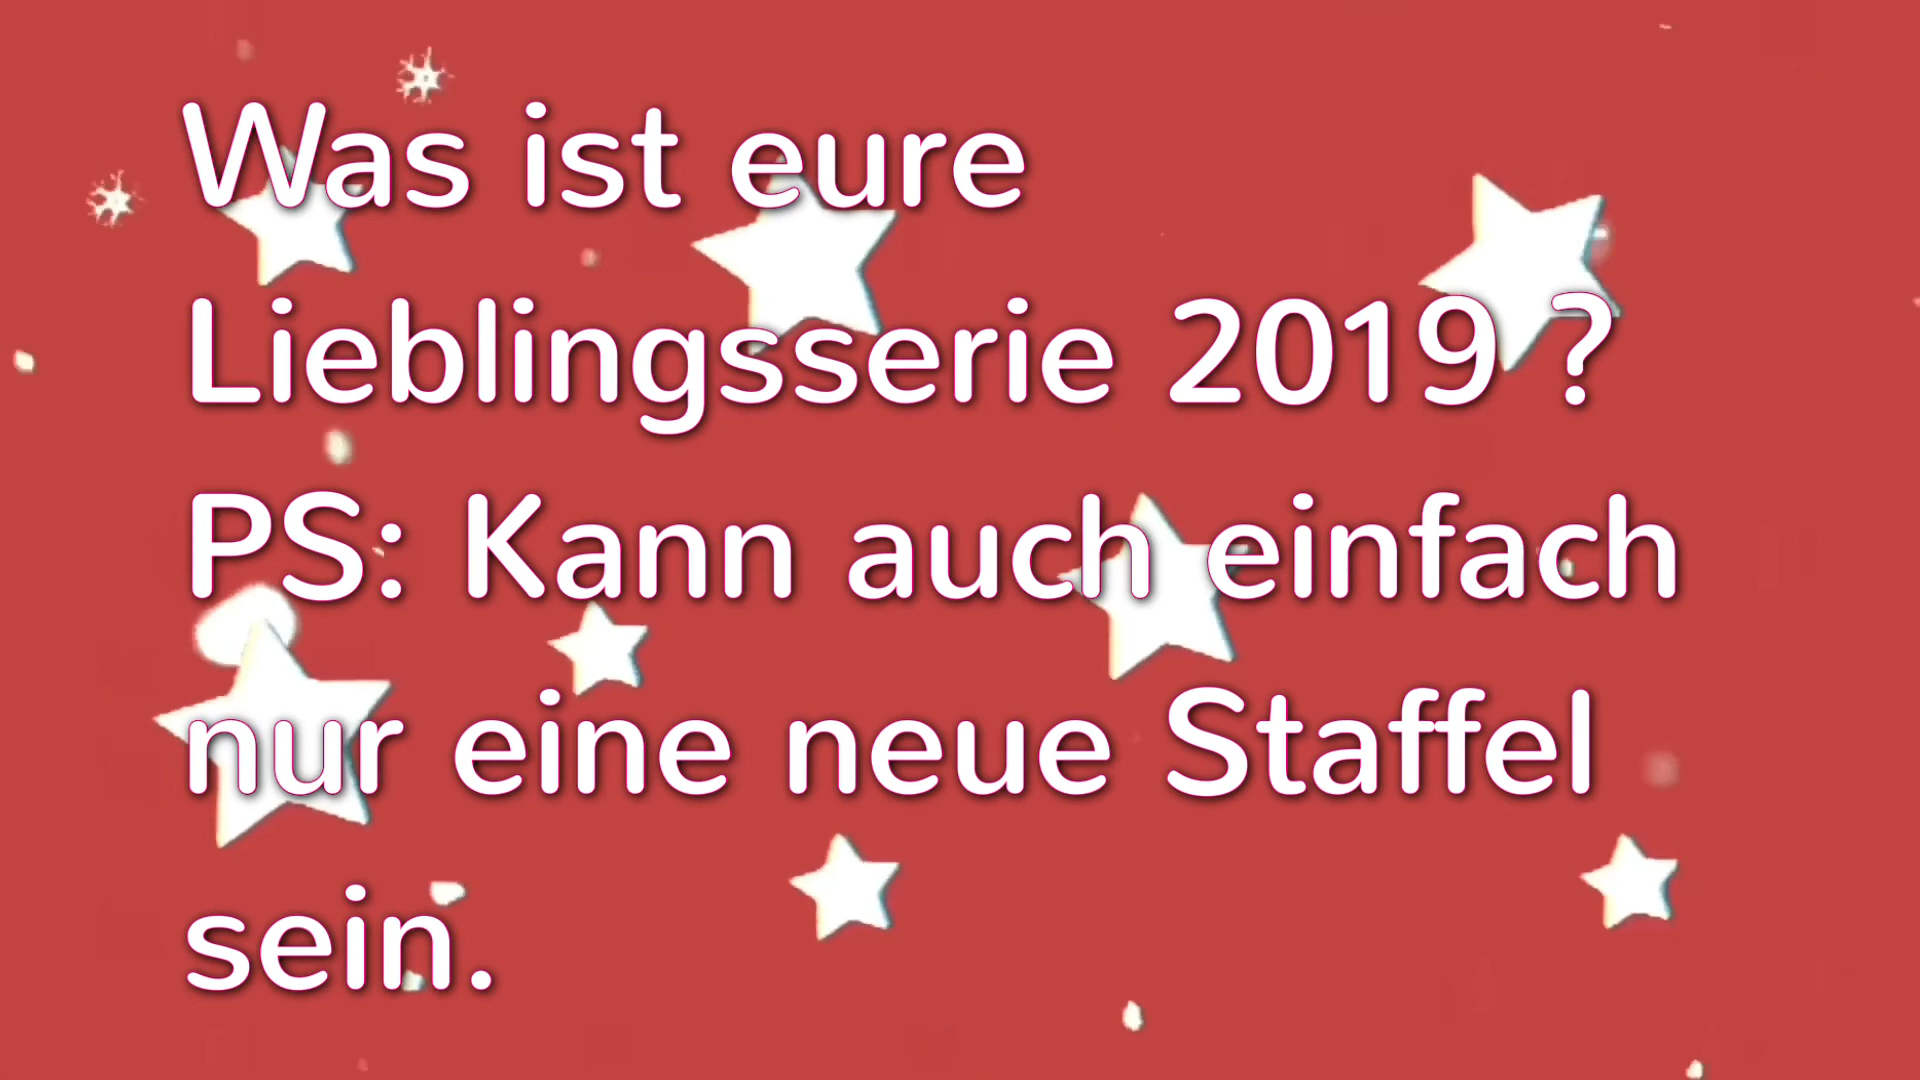 Was ist eure
Lieblingsserie 2019 ?
PS: Kann auch einfach
nur eine neue Staffel
sein.